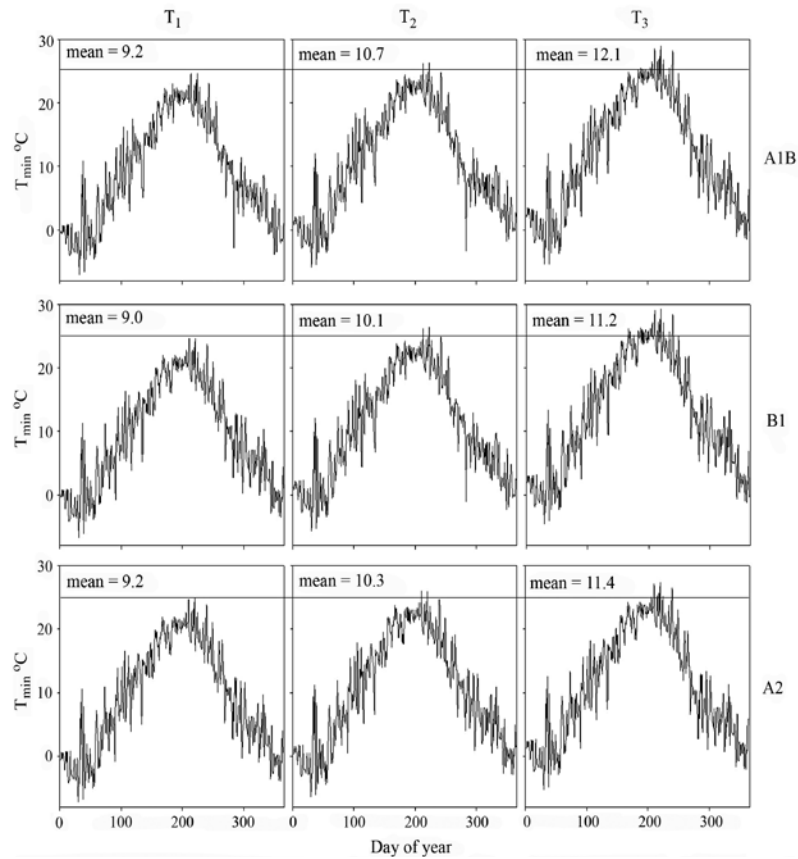 T1 T2 T3
30
mean = 9.2 mean = 10.7 mean = 12.1
20
Tmin °C
10
0
A1B
30
mean = 9.0 mean = 10.1 mean = 11.2
20
Tmin °C
10
0
B1
30
mean = 9.2 mean = 10.3 mean = 11.4
20
Tmin °C
10
0
A2
0 100 200 300 0 100 200 300 0 100 200 300
Day of year